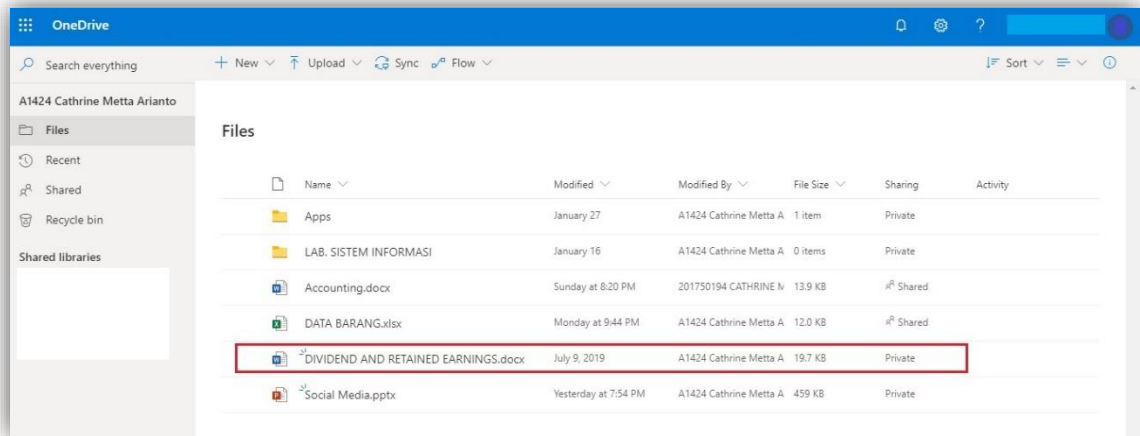 OneDrive ?
Search everything New Upload Sync Flow Sort
A1424 Cathrine Metta Arianto
Files
Recent
Shared
Recycle bin
Shared libraries
Files
Name Modified Modified By File Size Sharing Activity
Apps January 27 A1424 Cathrine Metta A 1 item Private
LAB. SISTEM INFORMASI January 16 A1424 Cathrine Metta A 0 items Private
Accounting.docx Sunday at 8:20 PM 201750194 CATHRINE M 13.9 KB Shared
DATA BARANG.xlsx Monday at 9:44 PM A1424 Cathrine Metta A 12.0 KB Shared
DIVIDEND AND RETAINED EARNINGS.docx July 9, 2019 A1424 Cathrine Metta A 19.7 KB Private
Social Media.pptx Yesterday at 7:54 PM A1424 Cathrine Metta A 459 KB Private